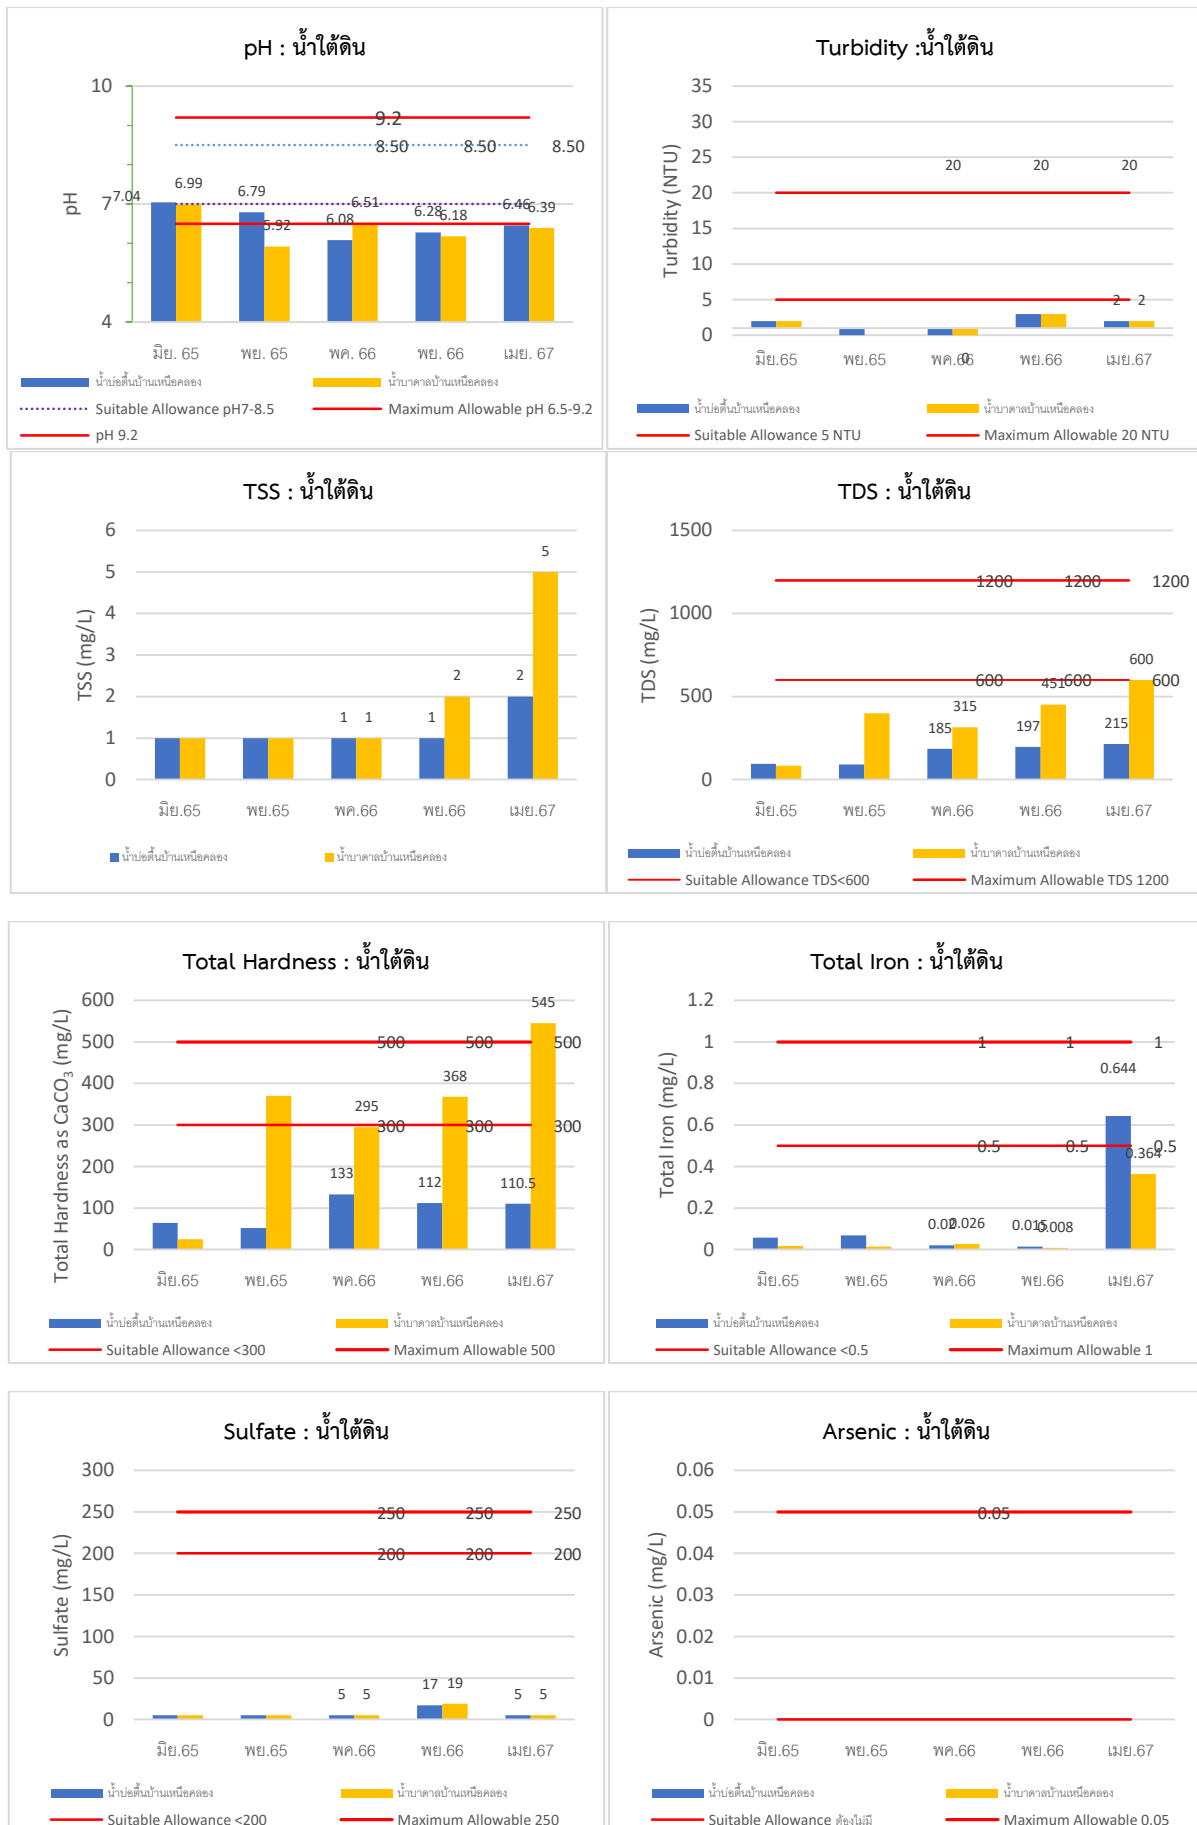 pH : น้ำใต้ดิน
10
7
4
pH
9.2
8.50 8.50 8.50
7.04 6.99 6.79 5.92 6.08 6.51 6.28 6.18 6.46 6.39
มิย. 65 พย. 65 พค. 66 พย. 66 เมย. 67
น้ำบ่อตื้นบ้านเหนือคลอง น้ำบาดาลบ้านเหนือคลอง
Suitable Allowance pH7-8.5 Maximum Allowable pH 6.5-9.2
pH 9.2
Turbidity :น้ำใต้ดิน
35
30
25
20
15
10
5
0
Turbidity (NTU)
20 20 20
2 2
0
มิย.65 พย.65 พค.66 พย.66 เมย.67
น้ำบ่อตื้นบ้านเหนือคลอง น้ำบาดาลบ้านเหนือคลอง
Suitable Allowance 5 NTU Maximum Allowable 20 NTU
TSS : น้ำใต้ดิน
6
5
4
3
2
1
0
TSS (mg/L)
1 1 1 2 2 5
มิย.65 พย.65 พค.66 พย.66 เมย.67
น้ำบ่อตื้นบ้านเหนือคลอง น้ำบาดาลบ้านเหนือคลอง
TDS : น้ำใต้ดิน
1500
1000
500
0
TDS (mg/L)
1200 1200 1200
600 600 600
185 315 197 451 215 600
มิย.65 พย.65 พค.66 พย.66 เมย.67
น้ำบ่อตื้นบ้านเหนือคลอง น้ำบาดาลบ้านเหนือคลอง
Suitable Allowance TDS<600 Maximum Allowable TDS 1200
Total Hardness : น้ำใต้ดิน
600
500
400
300
200
100
0
Total Hardness as CaCO₃ (mg/L)
500 500 500
300 300 300
133 295 112 368 110.5 545
มิย.65 พย.65 พค.66 พย.66 เมย.67
น้ำบ่อตื้นบ้านเหนือคลอง น้ำบาดาลบ้านเหนือคลอง
Suitable Allowance <300 Maximum Allowable 500
Total Iron : น้ำใต้ดิน
1.2
1
0.8
0.6
0.4
0.2
0
Total Iron (mg/L)
1 1 1
0.5 0.5 0.5
0.02 0.026 0.015 0.008 0.644 0.364
มิย.65 พย.65 พค.66 พย.66 เมย.67
น้ำบ่อตื้นบ้านเหนือคลอง น้ำบาดาลบ้านเหนือคลอง
Suitable Allowance <0.5 Maximum Allowable 1
Sulfate : น้ำใต้ดิน
300
250
200
150
100
50
0
Sulfate (mg/L)
250 250 250
200 200 200
5 5 17 19 5 5
มิย.65 พย.65 พค.66 พย.66 เมย.67
น้ำบ่อตื้นบ้านเหนือคลอง น้ำบาดาลบ้านเหนือคลอง
Suitable Allowance <200 Maximum Allowable 250
Arsenic : น้ำใต้ดิน
0.06
0.05
0.04
0.03
0.02
0.01
0
Arsenic (mg/L)
0.05
มิย.65 พย.65 พค.66 พย.66 เมย.67
น้ำบ่อตื้นบ้านเหนือคลอง น้ำบาดาลบ้านเหนือคลอง
Suitable Allowance ต้องไม่มี Maximum Allowable 0.05